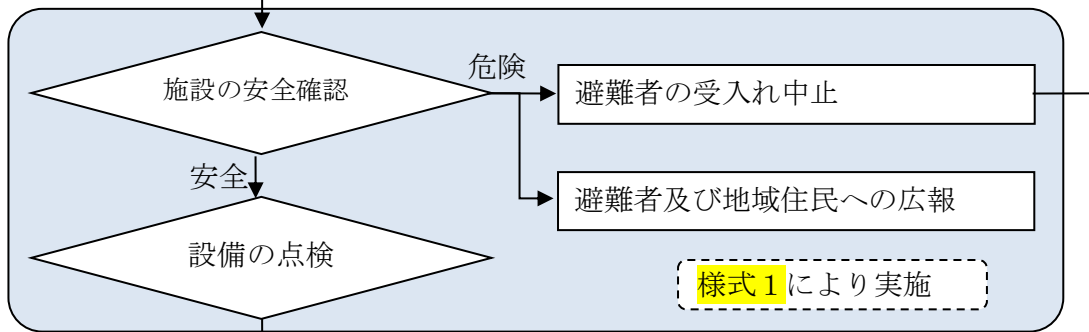 施設の安全確認
危険
避難者の受入れ中止
安全
避難者及び地域住民への広報
設備の点検
様式１により実施